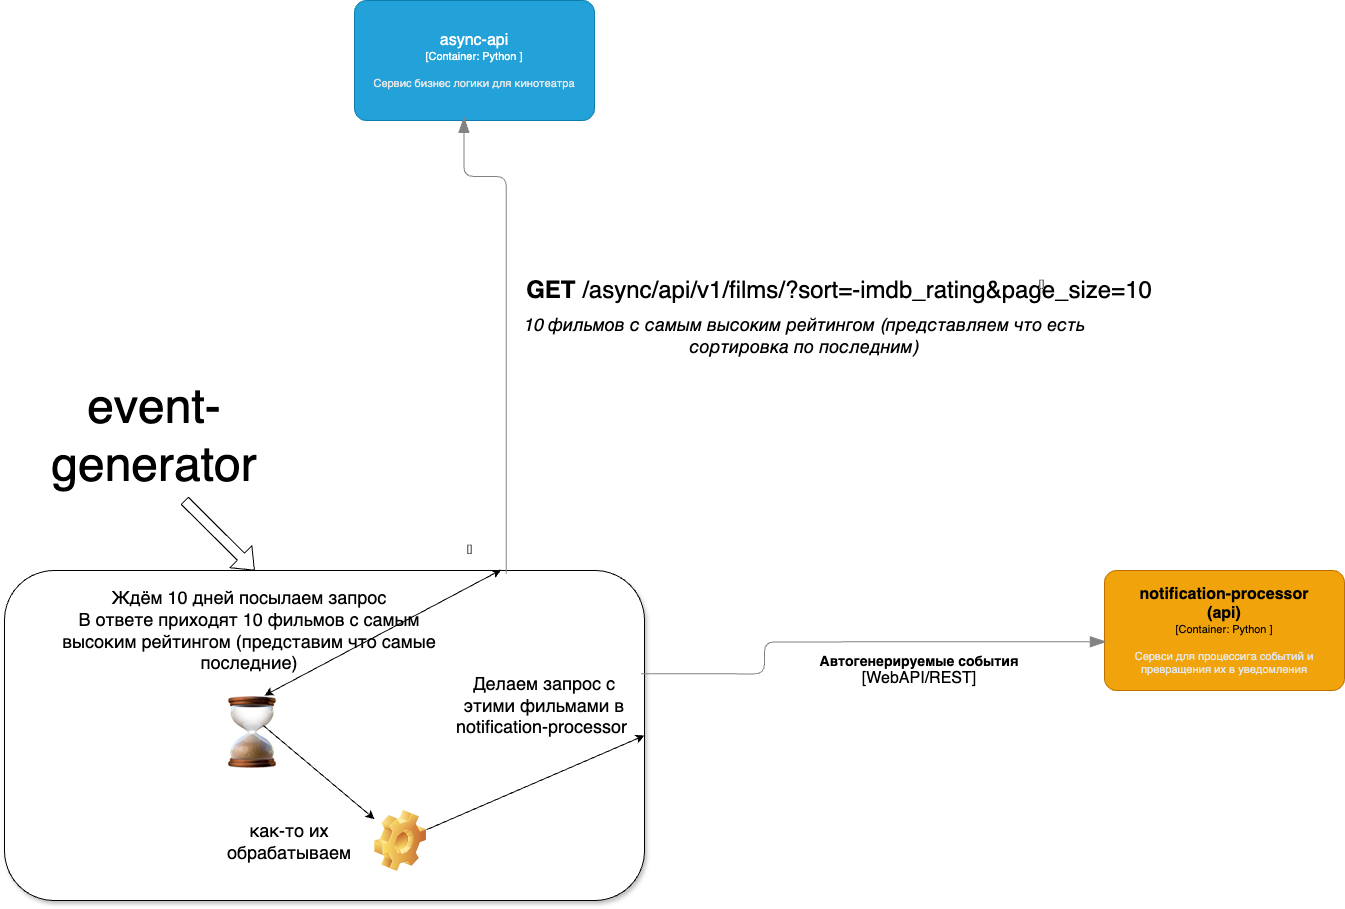 async-api
[Container: Python ]
Сервис бизнес логики для кинотеатра
GET /async/api/v1/films/?sort=-imdb_rating&page_size=10
10 фильмов с самым высоким рейтингом (представляем что есть
сортировка по последним)
event-
generator
Ждём 10 дней посылаем запрос
В ответе приходят 10 фильмов с самым
высоким рейтингом (представим что самые
последние)
Делаем запрос с
этими фильмами в
notification-processor
как-то их
обрабатываем
Автогенерируемые события
[WebAPI/REST]
notification-processor
(api)
[Container: Python ]
Сервси для процессига событий и
превращения их в уведомления